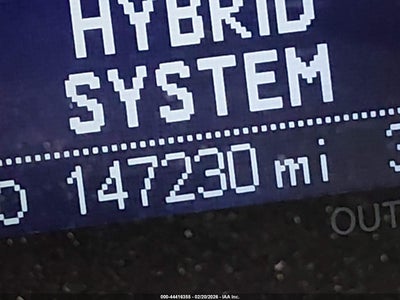 HYBRID
SYSTEM
147230 mi
OUT
000-44416355 - 02/20/2026 - IAA Inc.